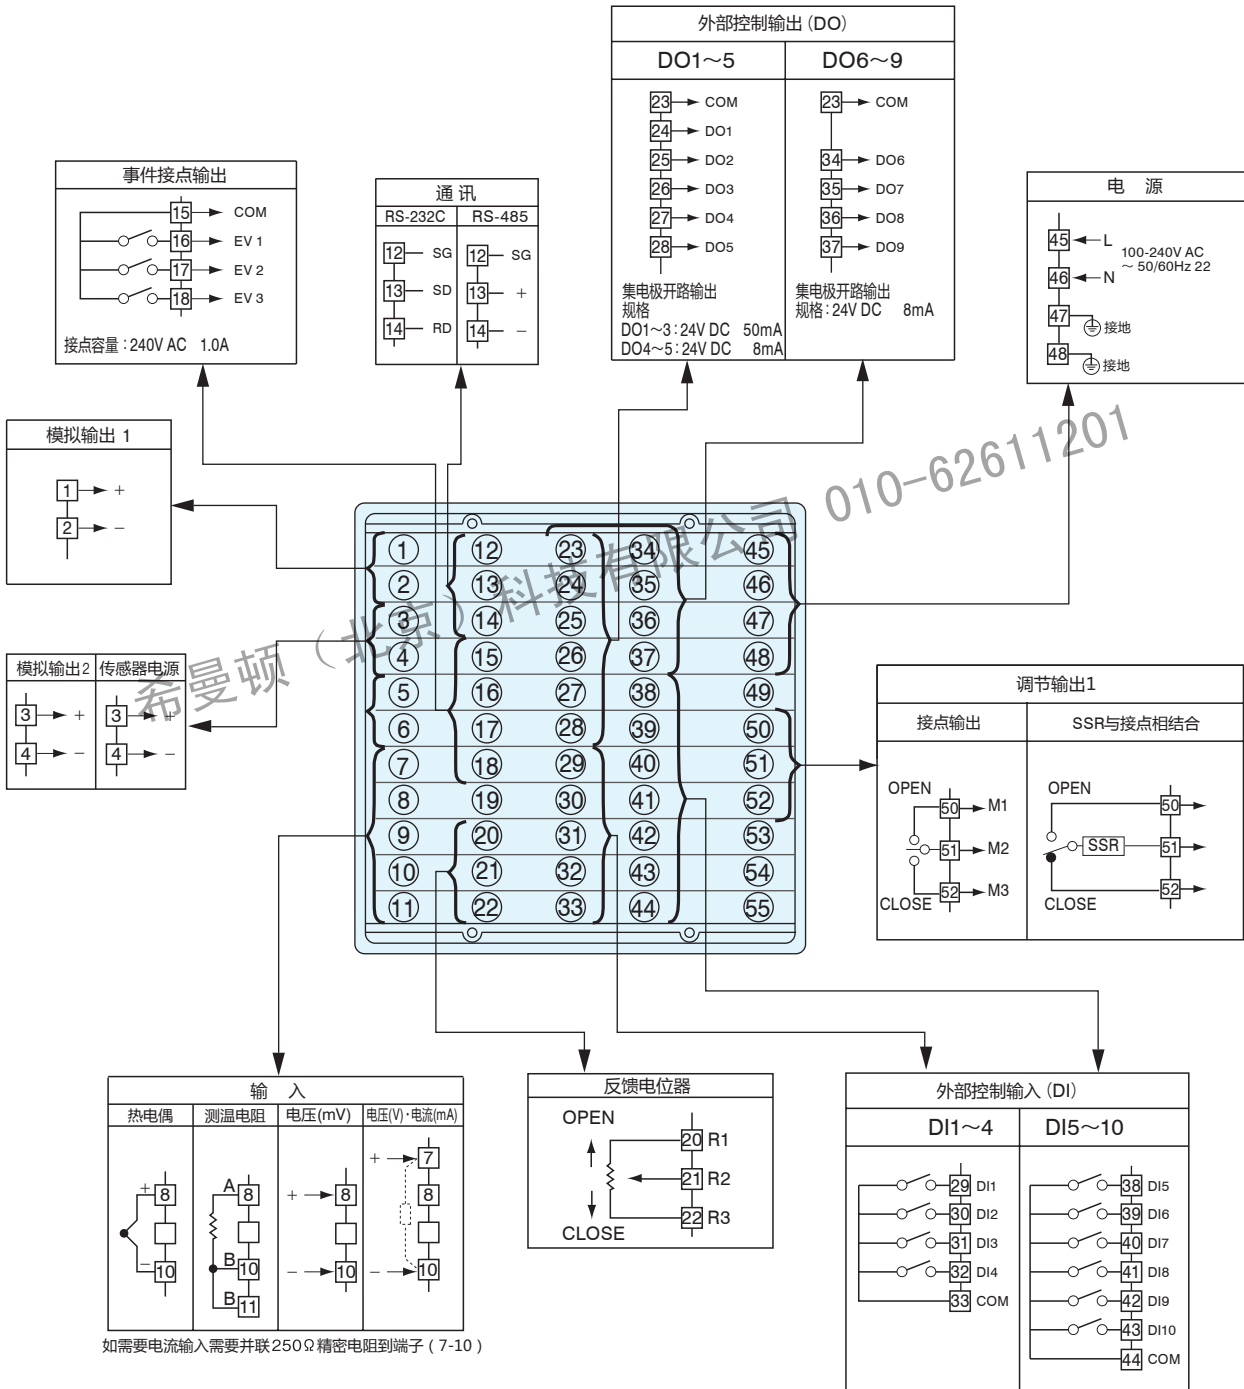 外部控制输出(DO)
DO1～5 DO6～9
23 COM
24 DO1
25 DO2
26 DO3
27 DO4
28 DO5
集电极开路输出
规格
DO1～3:24V DC 50mA
DO4～5:24V DC 8mA
23 COM
34 DO6
35 DO7
36 DO8
37 DO9
集电极开路输出
规格:24V DC 8mA
事件接点输出
15 COM
16 EV 1
17 EV 2
18 EV 3
接点容量:240V AC 1.0A
通 讯
RS-232C RS-485
12 SG 12 SG
13 SD 13 +
14 RD 14 −
电 源
45 L
46 N
100-240V AC
～ 50/60Hz 22
47 接地
48 接地
模拟输出 1
1 +
2 −
模拟输出2 传感器电源
3 + 3 +
4 − 4 −
希曼顿（北京）科技有限公司 010-62611201
1 12 23 34 45
2 13 24 35 46
3 14 25 36 47
4 15 26 37 48
5 16 27 38 49
6 17 28 39 50
7 18 29 40 51
8 19 30 41 52
9 20 31 42 53
10 21 32 43 54
11 22 33 44 55
调节输出1
接点输出 SSR与接点相结合
OPEN
50 M1
51 M2
52 M3
CLOSE
OPEN
50
SSR 51
52
CLOSE
输 入
热电偶 测温电阻 电压(mV) 电压(V)·电流(mA)
+ 8
− 10
A 8
B 10
B 11
+ 8
− 10
+ 7
8
− 10
如需要电流输入需要并联250Ω精密电阻到端子（7-10）
反馈电位器
OPEN
20 R1
21 R2
22 R3
CLOSE
外部控制输入(DI)
DI1～4 DI5～10
29 DI1
30 DI2
31 DI3
32 DI4
33 COM
38 DI5
39 DI6
40 DI7
41 DI8
42 DI9
43 DI10
44 COM